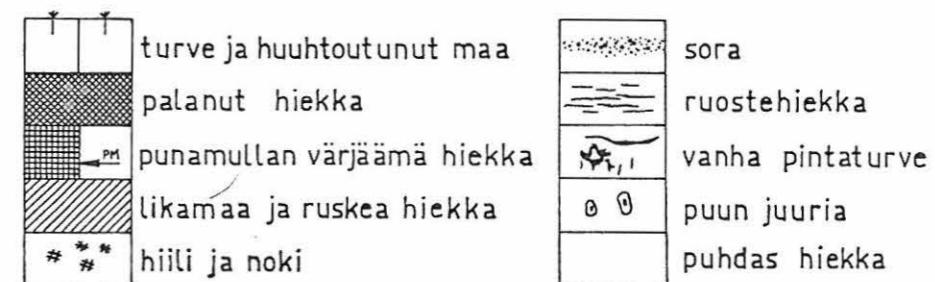 turve ja huuhtoutunut maa
palanut hiekka
PM
punamullan värjäämä hiekka
likamaa ja ruskea hiekka
hiili ja noki
sora
ruostehiekka
vanha pintaturve
puun juuria
puhdas hiekka